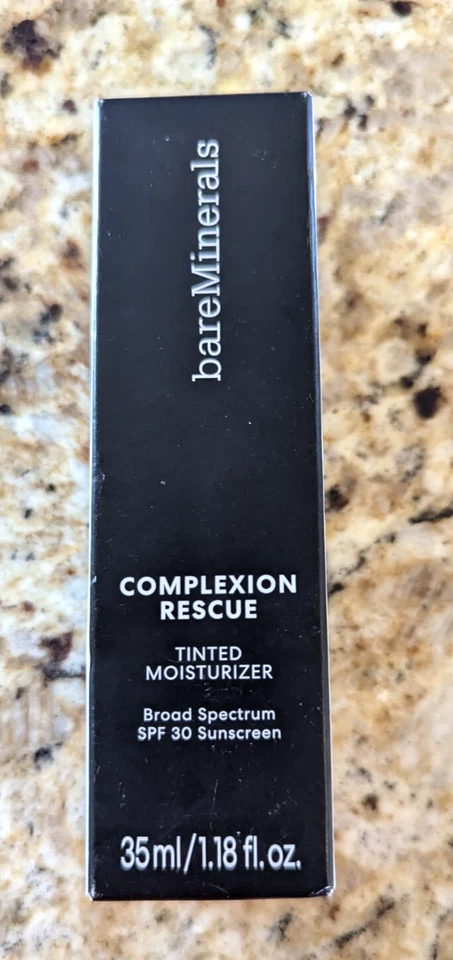 bareMinerals
COMPLEXION
RESCUE
TINTED
MOISTURIZER
Broad Spectrum
SPF 30 Sunscreen
35ml/1.18 fl. oz.